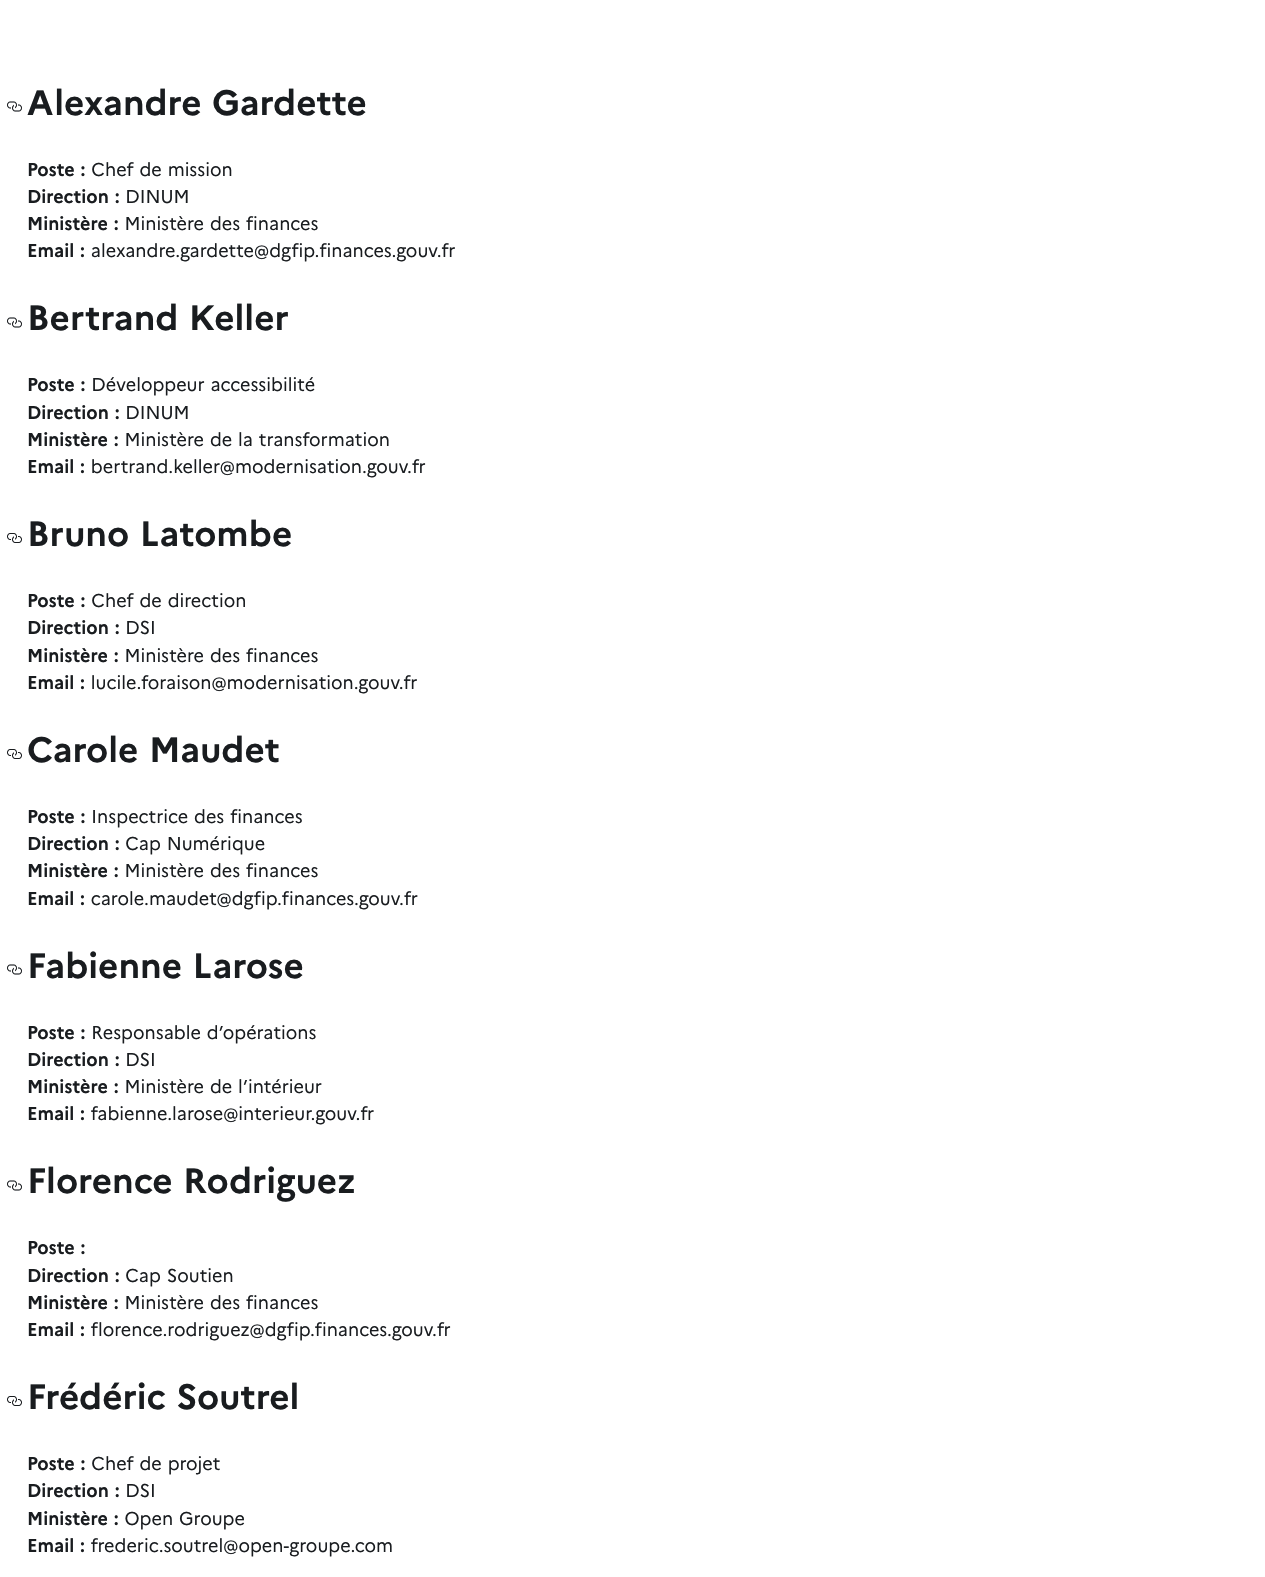 Alexandre Gardette
Poste : Chef de mission
Direction : DINUM
Ministère : Ministère des finances
Email : alexandre.gardette@dgfip.finances.gouv.fr
Bertrand Keller
Poste : Développeur accessibilité
Direction : DINUM
Ministère : Ministère de la transformation
Email : bertrand.keller@modernisation.gouv.fr
Bruno Latombe
Poste : Chef de direction
Direction : DSI
Ministère : Ministère des finances
Email : lucile.foraison@modernisation.gouv.fr
Carole Maudet
Poste : Inspectrice des finances
Direction : Cap Numérique
Ministère : Ministère des finances
Email : carole.maudet@dgfip.finances.gouv.fr
Fabienne Larose
Poste : Responsable d’opérations
Direction : DSI
Ministère : Ministère de l’intérieur
Email : fabienne.larose@interieur.gouv.fr
Florence Rodriguez
Poste :
Direction : Cap Soutien
Ministère : Ministère des finances
Email : florence.rodriguez@dgfip.finances.gouv.fr
Frédéric Soutrel
Poste : Chef de projet
Direction : DSI
Ministère : Open Groupe
Email : frederic.soutrel@open-groupe.com